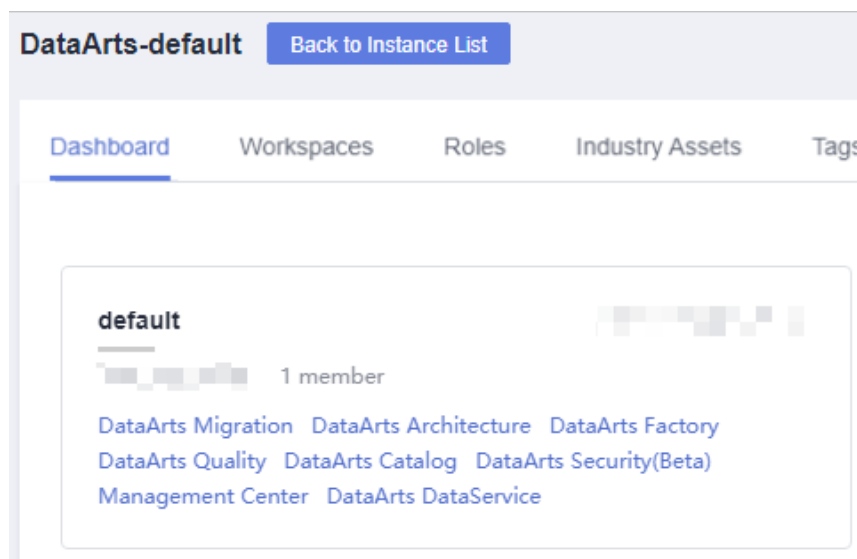 DataArts-default Back to Instance List
Dashboard Workspaces Roles Industry Assets Tags
default
1 member
DataArts Migration DataArts Architecture DataArts Factory
DataArts Quality DataArts Catalog DataArts Security(Beta)
Management Center DataArts DataService